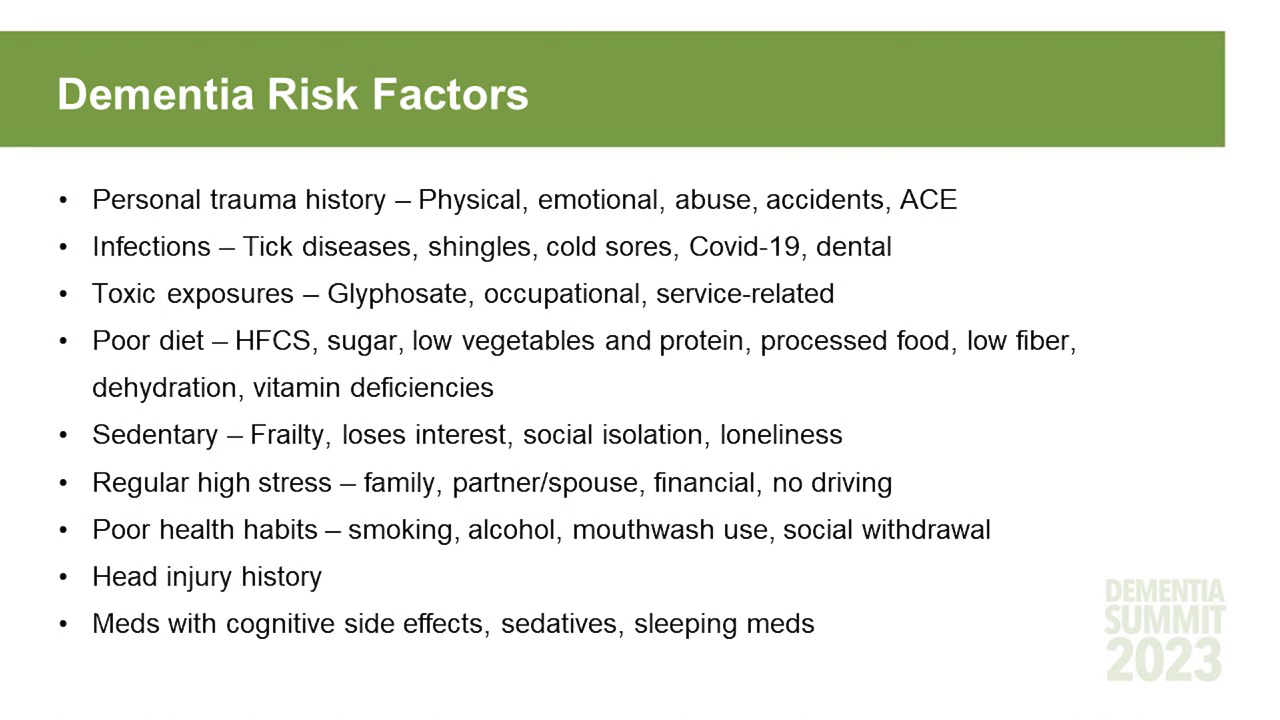 Dementia Risk Factors
• Personal trauma history – Physical, emotional, abuse, accidents, ACE
• Infections – Tick diseases, shingles, cold sores, Covid-19, dental
• Toxic exposures – Glyphosate, occupational, service-related
• Poor diet – HFCS, sugar, low vegetables and protein, processed food, low fiber,
dehydration, vitamin deficiencies
• Sedentary – Frailty, loses interest, social isolation, loneliness
• Regular high stress – family, partner/spouse, financial, no driving
• Poor health habits – smoking, alcohol, mouthwash use, social withdrawal
• Head injury history
• Meds with cognitive side effects, sedatives, sleeping meds
DEMENTIA
SUMMIT
2023